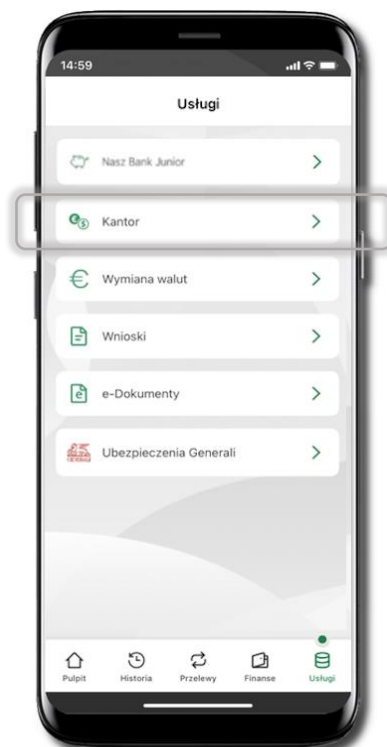 14:59
Usługi
Nasz Bank Junior
Kantor
Wymiana walut
Wnioski
e-Dokumenty
Ubezpieczenia Generali
Pulpit Historia Przelewy Finanse Usługi